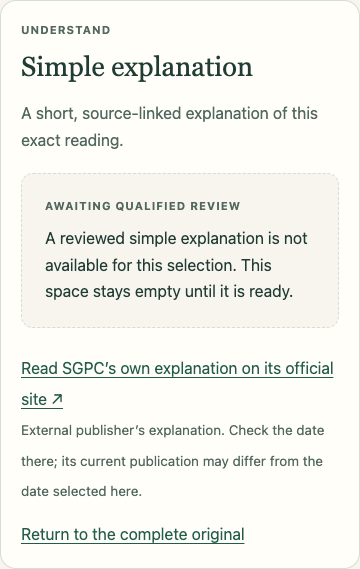 UNDERSTAND
Simple explanation
A short, source-linked explanation of this
exact reading.
AWAITING QUALIFIED REVIEW
A reviewed simple explanation is not
available for this selection. This
space stays empty until it is ready.
Read SGPC’s own explanation on its official
site ↗
External publisher’s explanation. Check the date
there; its current publication may differ from the
date selected here.
Return to the complete original